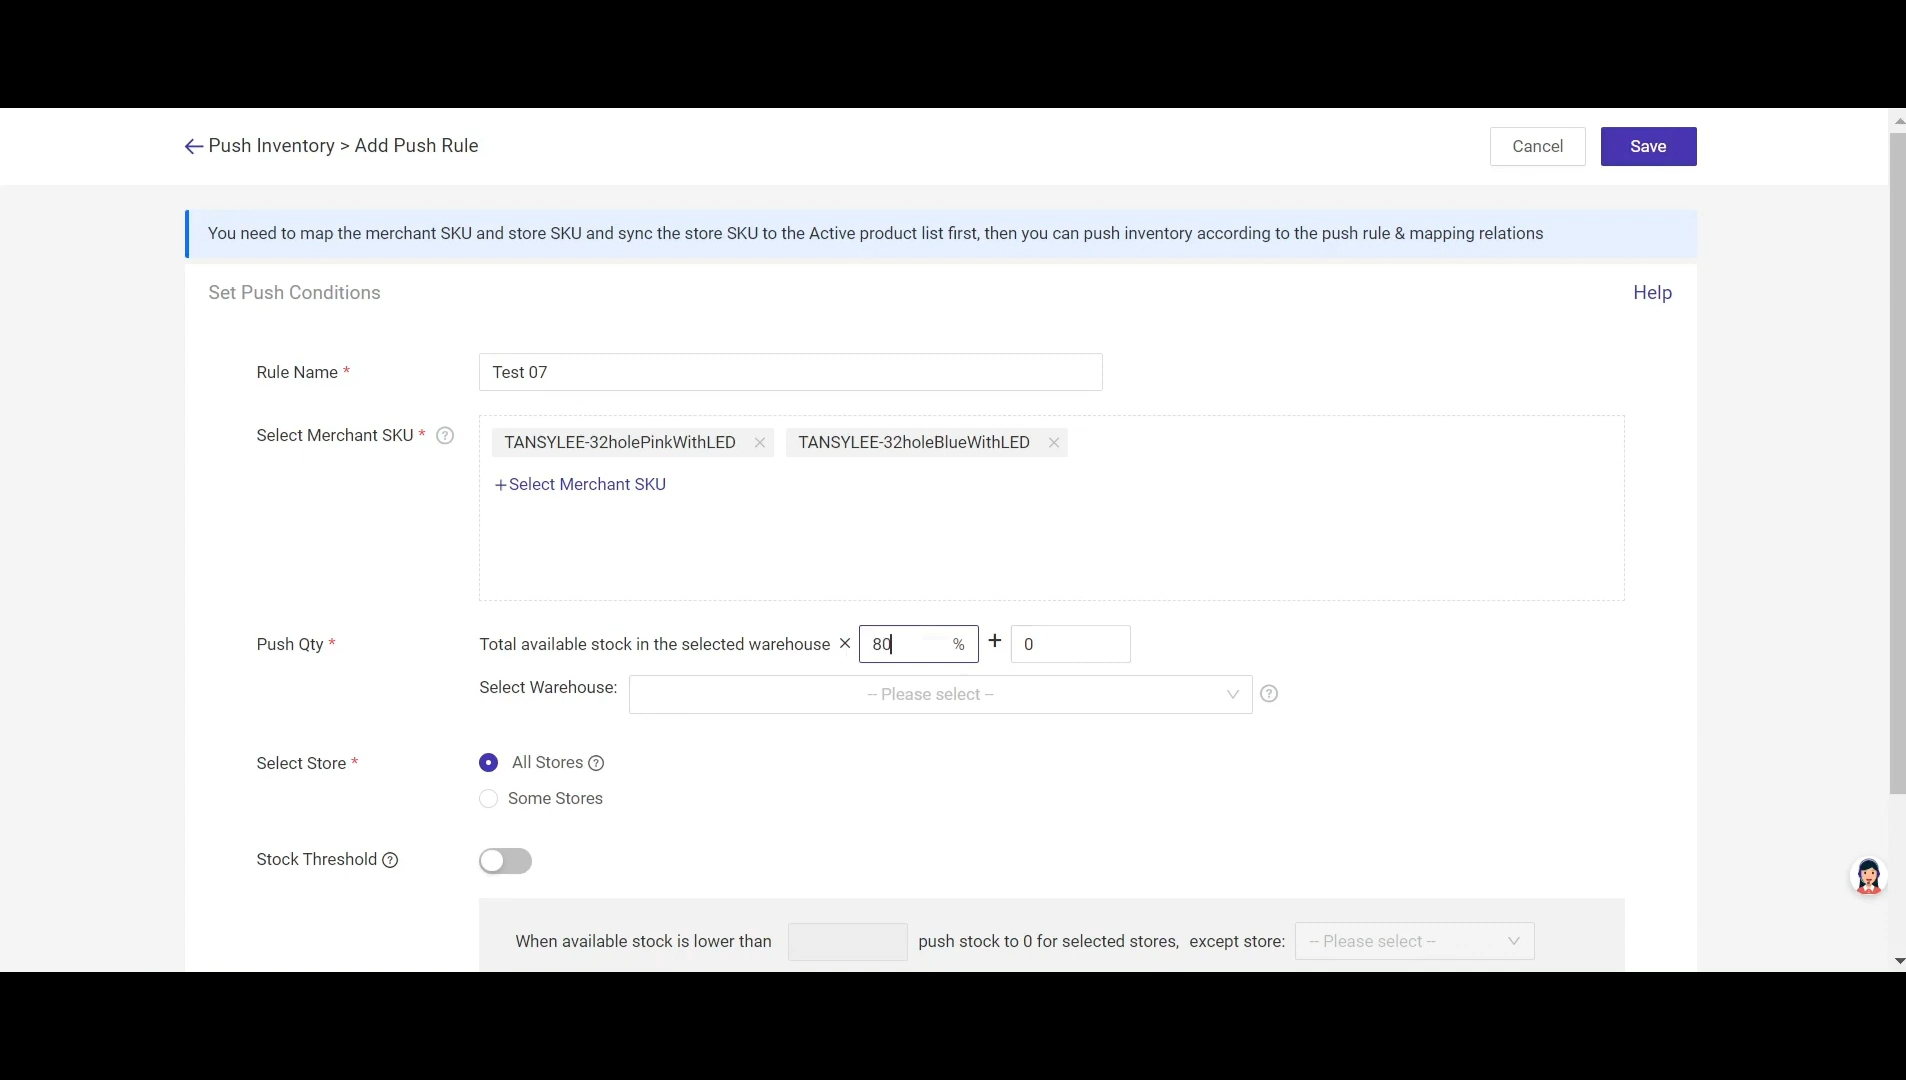 Push Inventory > Add Push Rule
Cancel
Save
You need to map the merchant SKU and store SKU and sync the store SKU to the Active product list first, then you can push inventory according to the push rule & mapping relations
Set Push Conditions
Help
Rule Name *
Test 07
Select Merchant SKU * ?
TANSYLEE-32holePinkWithLED ×
TANSYLEE-32holeBlueWithLED ×
+Select Merchant SKU
Push Qty *
Total available stock in the selected warehouse × 80 % + 0
Select Warehouse: -- Please select -- ?
Select Store *
All Stores ?
Some Stores
Stock Threshold ?
When available stock is lower than push stock to 0 for selected stores, except store: -- Please select --